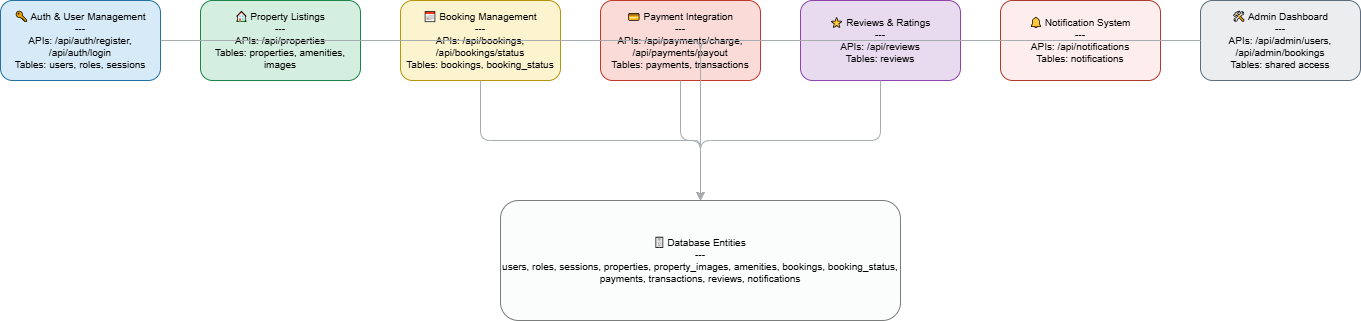 🔑 Auth & User Management
---
APIs: /api/auth/register,
/api/auth/login
Tables: users, roles, sessions
🏠 Property Listings
---
APIs: /api/properties
Tables: properties, amenities,
images
📅 Booking Management
---
APIs: /api/bookings,
/api/bookings/status
Tables: bookings, booking_status
💳 Payment Integration
---
APIs: /api/payments/charge,
/api/payments/payout
Tables: payments, transactions
⭐ Reviews & Ratings
---
APIs: /api/reviews
Tables: reviews
🔔 Notification System
---
APIs: /api/notifications
Tables: notifications
🛠 Admin Dashboard
---
APIs: /api/admin/users,
/api/admin/bookings
Tables: shared access
🗄 Database Entities
---
users, roles, sessions, properties, property_images, amenities, bookings, booking_status,
payments, transactions, reviews, notifications